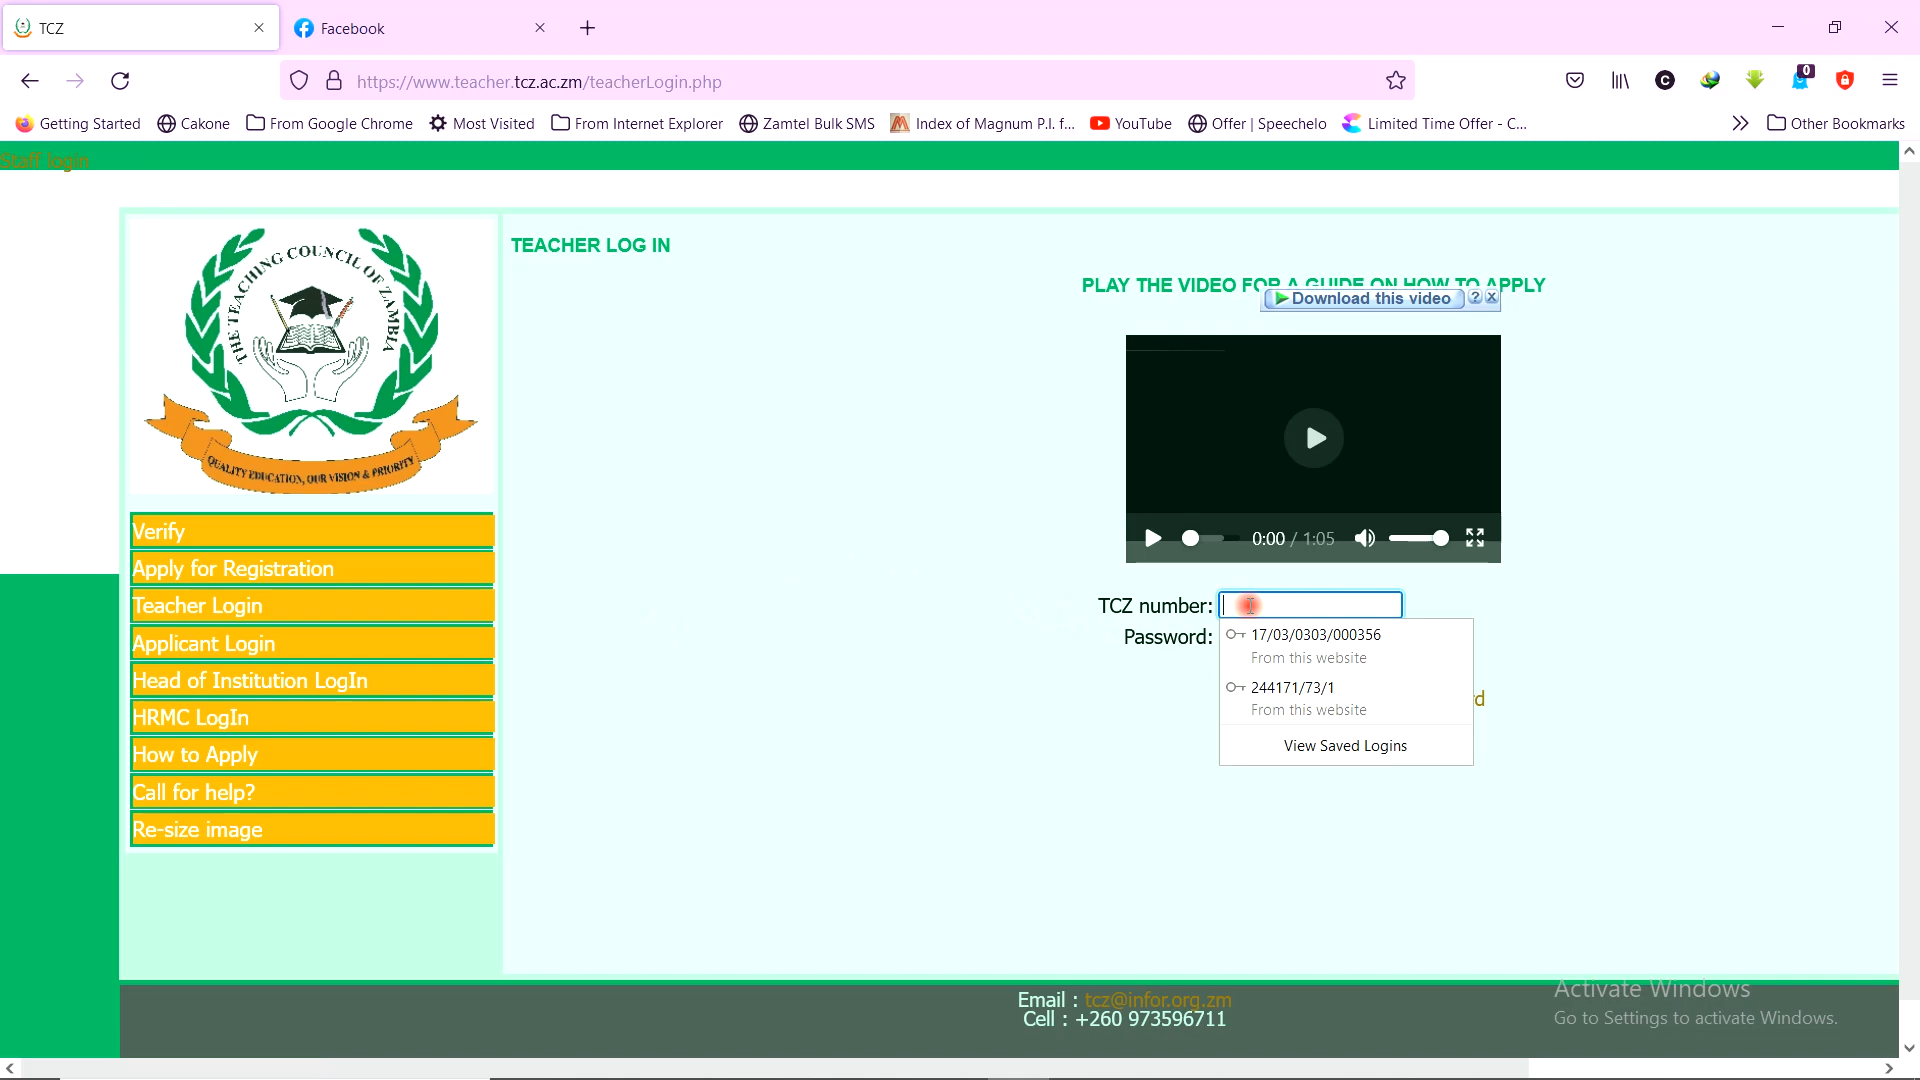 TCZ
Facebook
https://www.teacher.tcz.ac.zm/teacherLogin.php
0
Getting Started
Cakone
From Google Chrome
Most Visited
From Internet Explorer
Zamtel Bulk SMS
Index of Magnum P.I. f...
YouTube
Offer | Speechelo
Limited Time Offer - C...
Other Bookmarks
Staff login
THE TEACHING COUNCIL OF ZAMBIA
QUALITY EDUCATION, OUR VISION & PRIORITY
Verify
Apply for Registration
Teacher Login
Applicant Login
Head of Institution LogIn
HRMC LogIn
How to Apply
Call for help?
Re-size image
TEACHER LOG IN
PLAY THE VIDEO FOR A GUIDE ON HOW TO APPLY
Download this video
0:00 / 1:05
TCZ number:
Password:
17/03/0303/000356
From this website
244171/73/1
From this website
View Saved Logins
Email : tcz@infor.org.zm
Cell : +260 973596711
Activate Windows
Go to Settings to activate Windows.